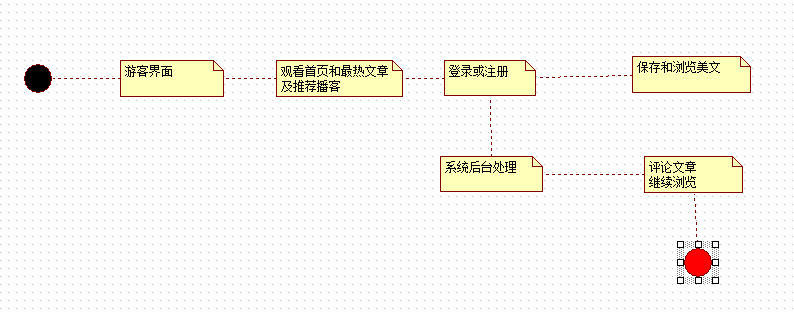 游客界面
观看首页和最热文章
及推荐播客
登录或注册
保存和浏览美文
系统后台处理
评论文章
继续浏览